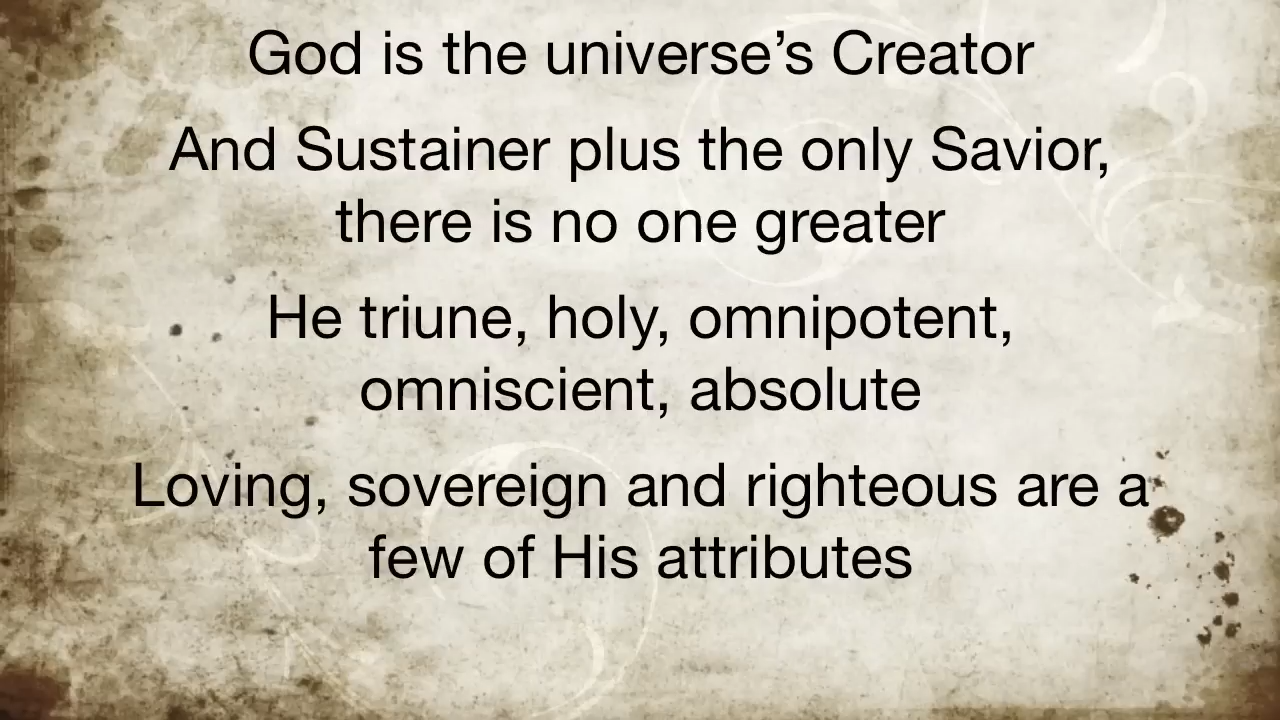 God is the universe’s Creator
And Sustainer plus the only Savior,
there is no one greater
He triune, holy, omnipotent,
omniscient, absolute
Loving, sovereign and righteous are a
few of His attributes